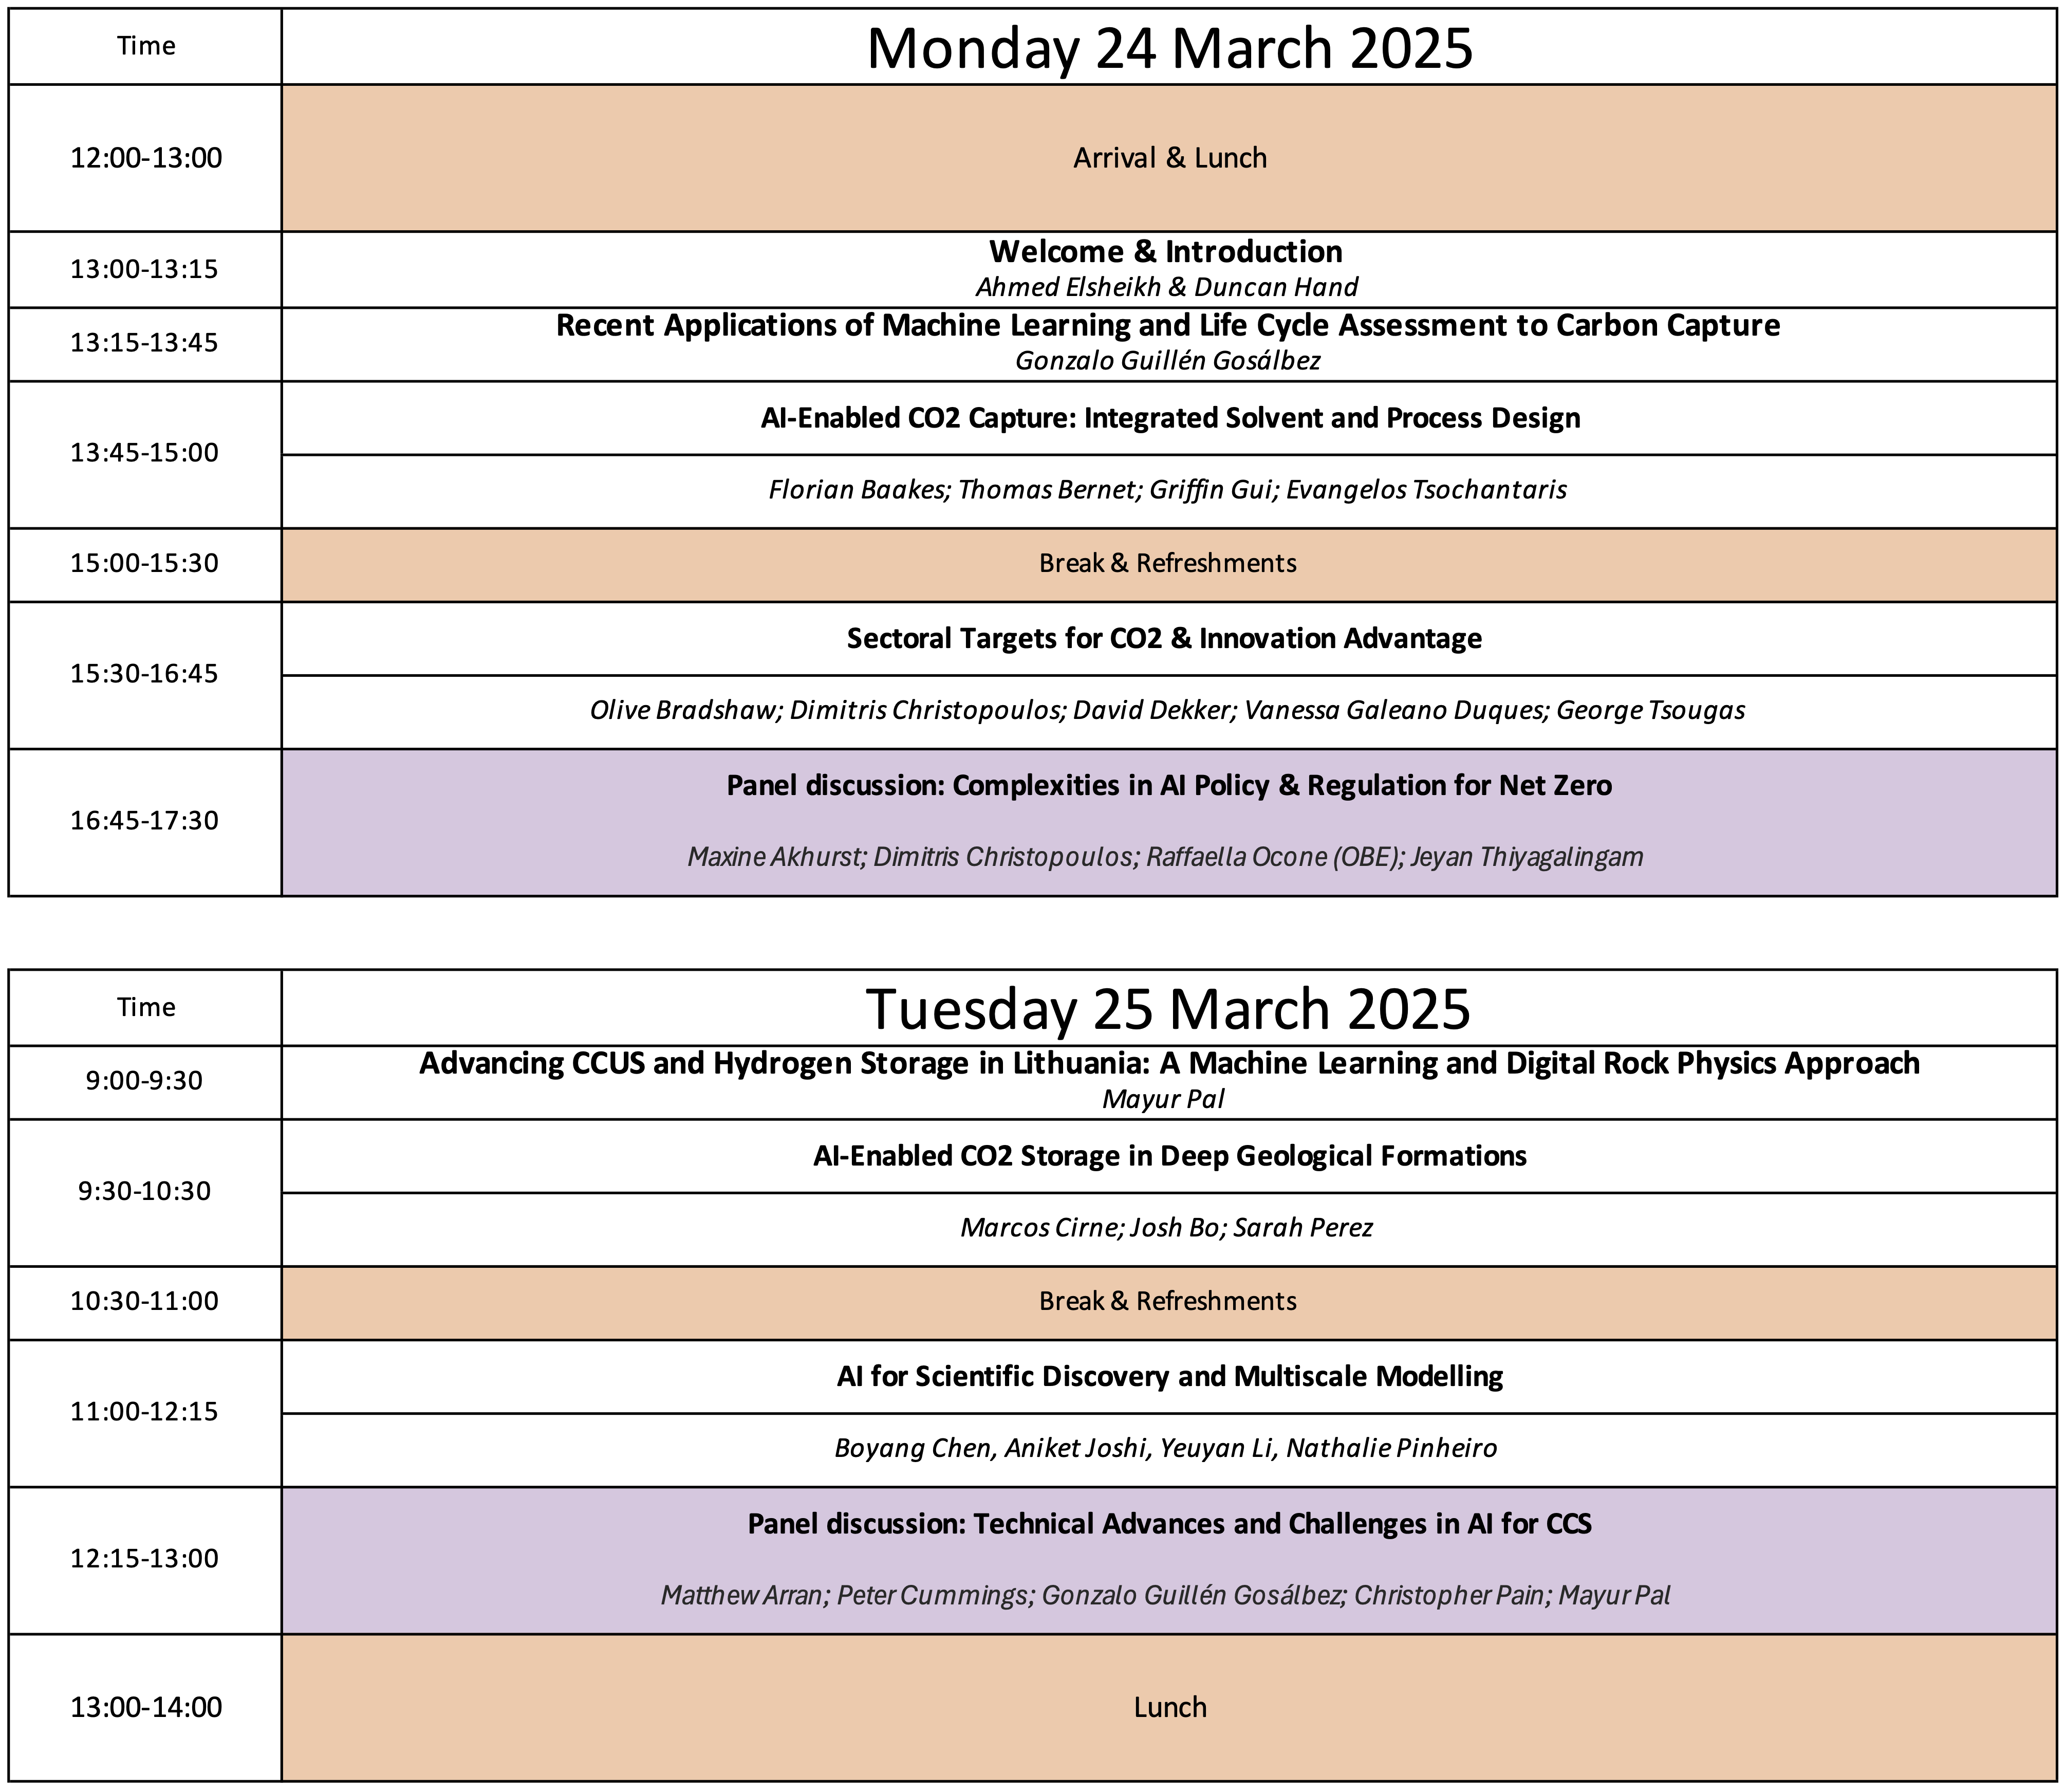 Time
Monday 24 March 2025
12:00-13:00
Arrival & Lunch
13:00-13:15
Welcome & Introduction
Ahmed Elsheikh & Duncan Hand
13:15-13:45
Recent Applications of Machine Learning and Life Cycle Assessment to Carbon Capture
Gonzalo Guillén Gosálbez
13:45-15:00
AI-Enabled CO2 Capture: Integrated Solvent and Process Design
Florian Baakes; Thomas Bernet; Griffin Gui; Evangelos Tsochantaris
15:00-15:30
Break & Refreshments
15:30-16:45
Sectoral Targets for CO2 & Innovation Advantage
Olive Bradshaw; Dimitris Christopoulos; David Dekker; Vanessa Galeano Duques; George Tsougas
16:45-17:30
Panel discussion: Complexities in AI Policy & Regulation for Net Zero
Maxine Akhurst; Dimitris Christopoulos; Raffaella Ocone (OBE); Jeyan Thiyagalingam
Time
Tuesday 25 March 2025
9:00-9:30
Advancing CCUS and Hydrogen Storage in Lithuania: A Machine Learning and Digital Rock Physics Approach
Mayur Pal
9:30-10:30
AI-Enabled CO2 Storage in Deep Geological Formations
Marcos Cirne; Josh Bo; Sarah Perez
10:30-11:00
Break & Refreshments
11:00-12:15
AI for Scientific Discovery and Multiscale Modelling
Boyang Chen, Aniket Joshi, Yeuyan Li, Nathalie Pinheiro
12:15-13:00
Panel discussion: Technical Advances and Challenges in AI for CCS
Matthew Arran; Peter Cummings; Gonzalo Guillén Gosálbez; Christopher Pain; Mayur Pal
13:00-14:00
Lunch